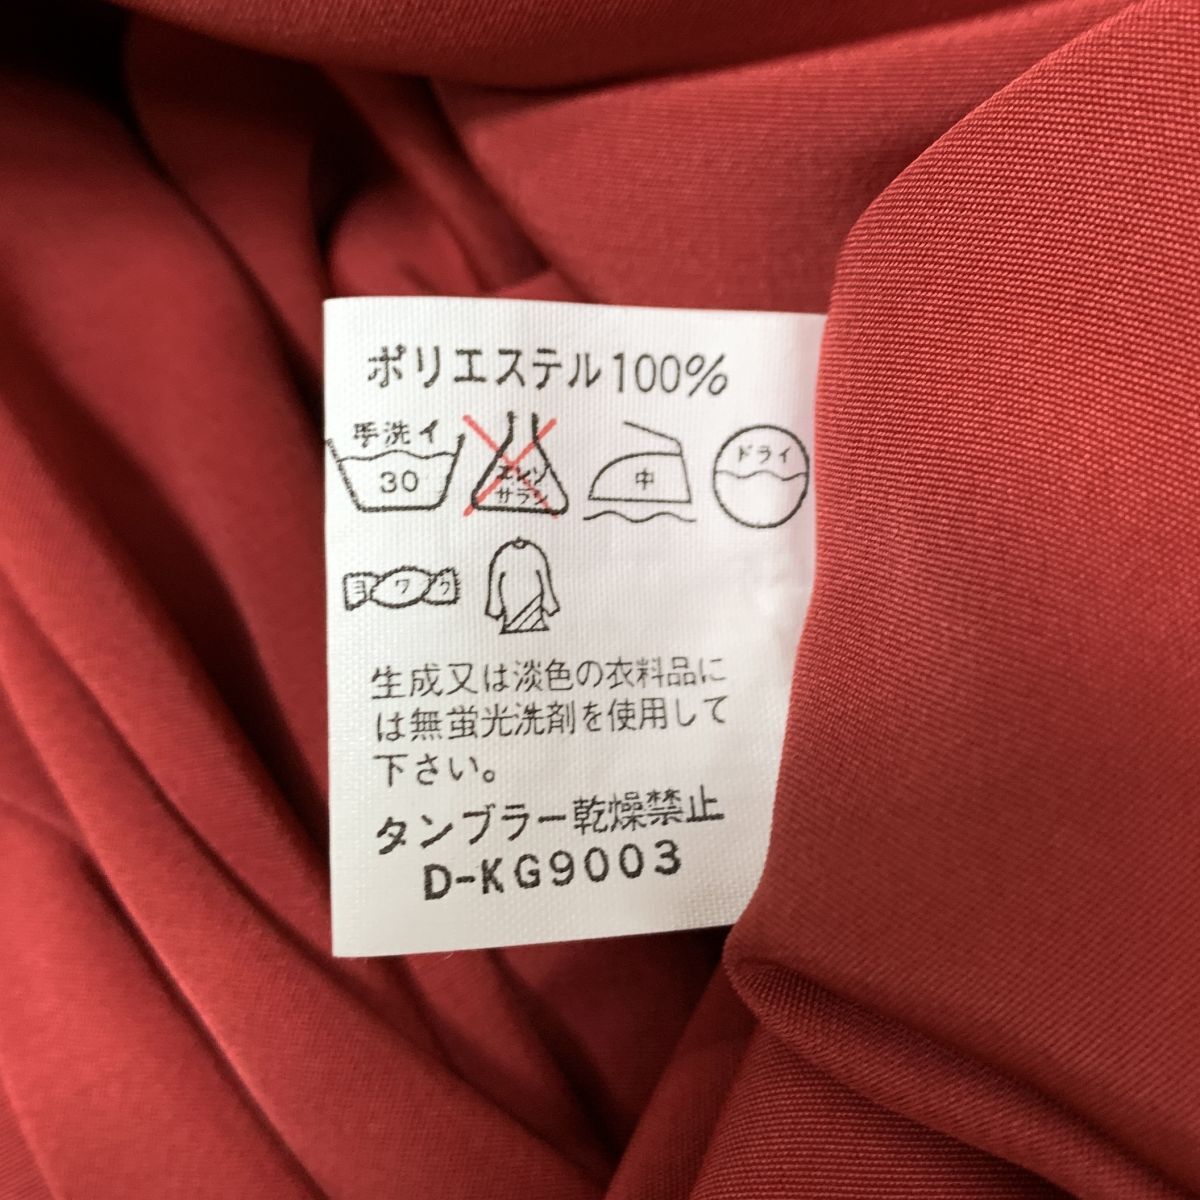 ポリエステル100%
手洗イ
30
エンソ
サラシ
中
ドライ
ヨワク
生成又は淡色の衣料品に
は無蛍光洗剤を使用して
下さい。
タンブラー乾燥禁止
D-KG9003